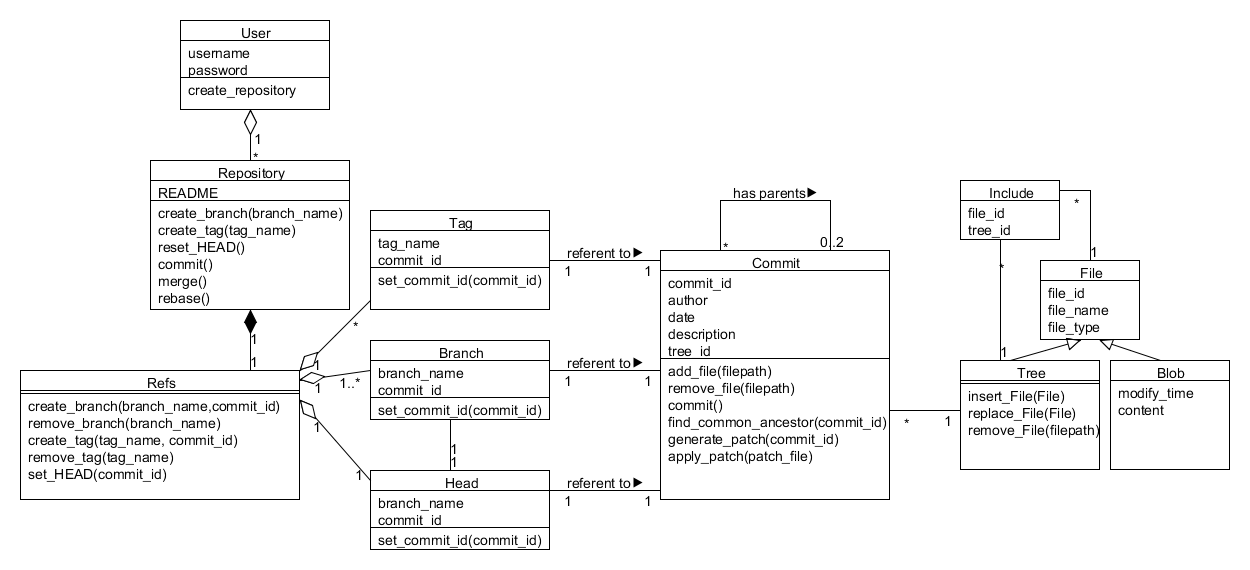 User
username
password
create_repository
1
*
Repository
README
create_branch(branch_name)
create_tag(tag_name)
reset_HEAD()
commit()
merge()
rebase()
1
1
Refs
create_branch(branch_name,commit_id)
remove_branch(branch_name)
create_tag(tag_name, commit_id)
remove_tag(tag_name)
set_HEAD(commit_id)
1
*
1
1..*
1
1
Tag
tag_name
commit_id
set_commit_id(commit_id)
referent to
1
1
Branch
branch_name
commit_id
set_commit_id(commit_id)
referent to
1
1
1
1
Head
branch_name
commit_id
set_commit_id(commit_id)
referent to
1
1
has parents
*
0..2
Commit
commit_id
author
date
description
tree_id
add_file(filepath)
remove_file(filepath)
commit()
find_common_ancestor(commit_id)
generate_patch(commit_id)
apply_patch(patch_file)
*
1
Include
file_id
tree_id
*
1
*
1
File
file_id
file_name
file_type
Tree
insert_File(File)
replace_File(File)
remove_File(filepath)
Blob
modify_time
content